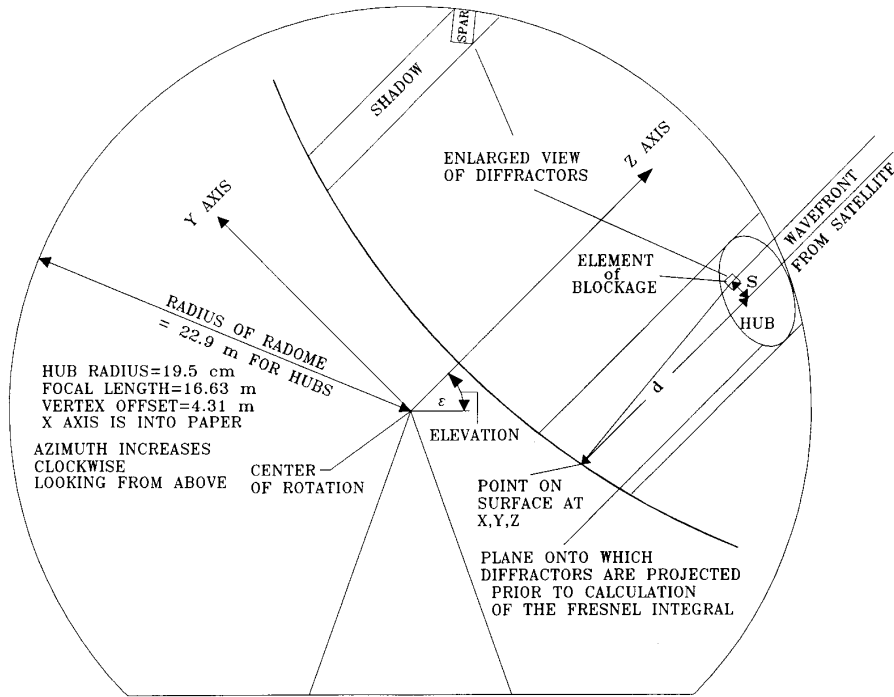 SPAR
SHADOW
ENLARGED VIEW
OF DIFFRACTORS
Z AXIS
Y AXIS
WAVEFRONT
FROM SATELLITE
ELEMENT
of
BLOCKAGE
S
HUB
RADIUS OF RADOME
= 22.9 m FOR HUBS
HUB RADIUS=19.5 cm
FOCAL LENGTH=16.63 m
VERTEX OFFSET=4.31 m
X AXIS IS INTO PAPER
AZIMUTH INCREASES
CLOCKWISE
LOOKING FROM ABOVE
ε
d
ELEVATION
CENTER
OF ROTATION
POINT ON
SURFACE AT
X,Y,Z
PLANE ONTO WHICH
DIFFRACTORS ARE PROJECTED
PRIOR TO CALCULATION
OF THE FRESNEL INTEGRAL